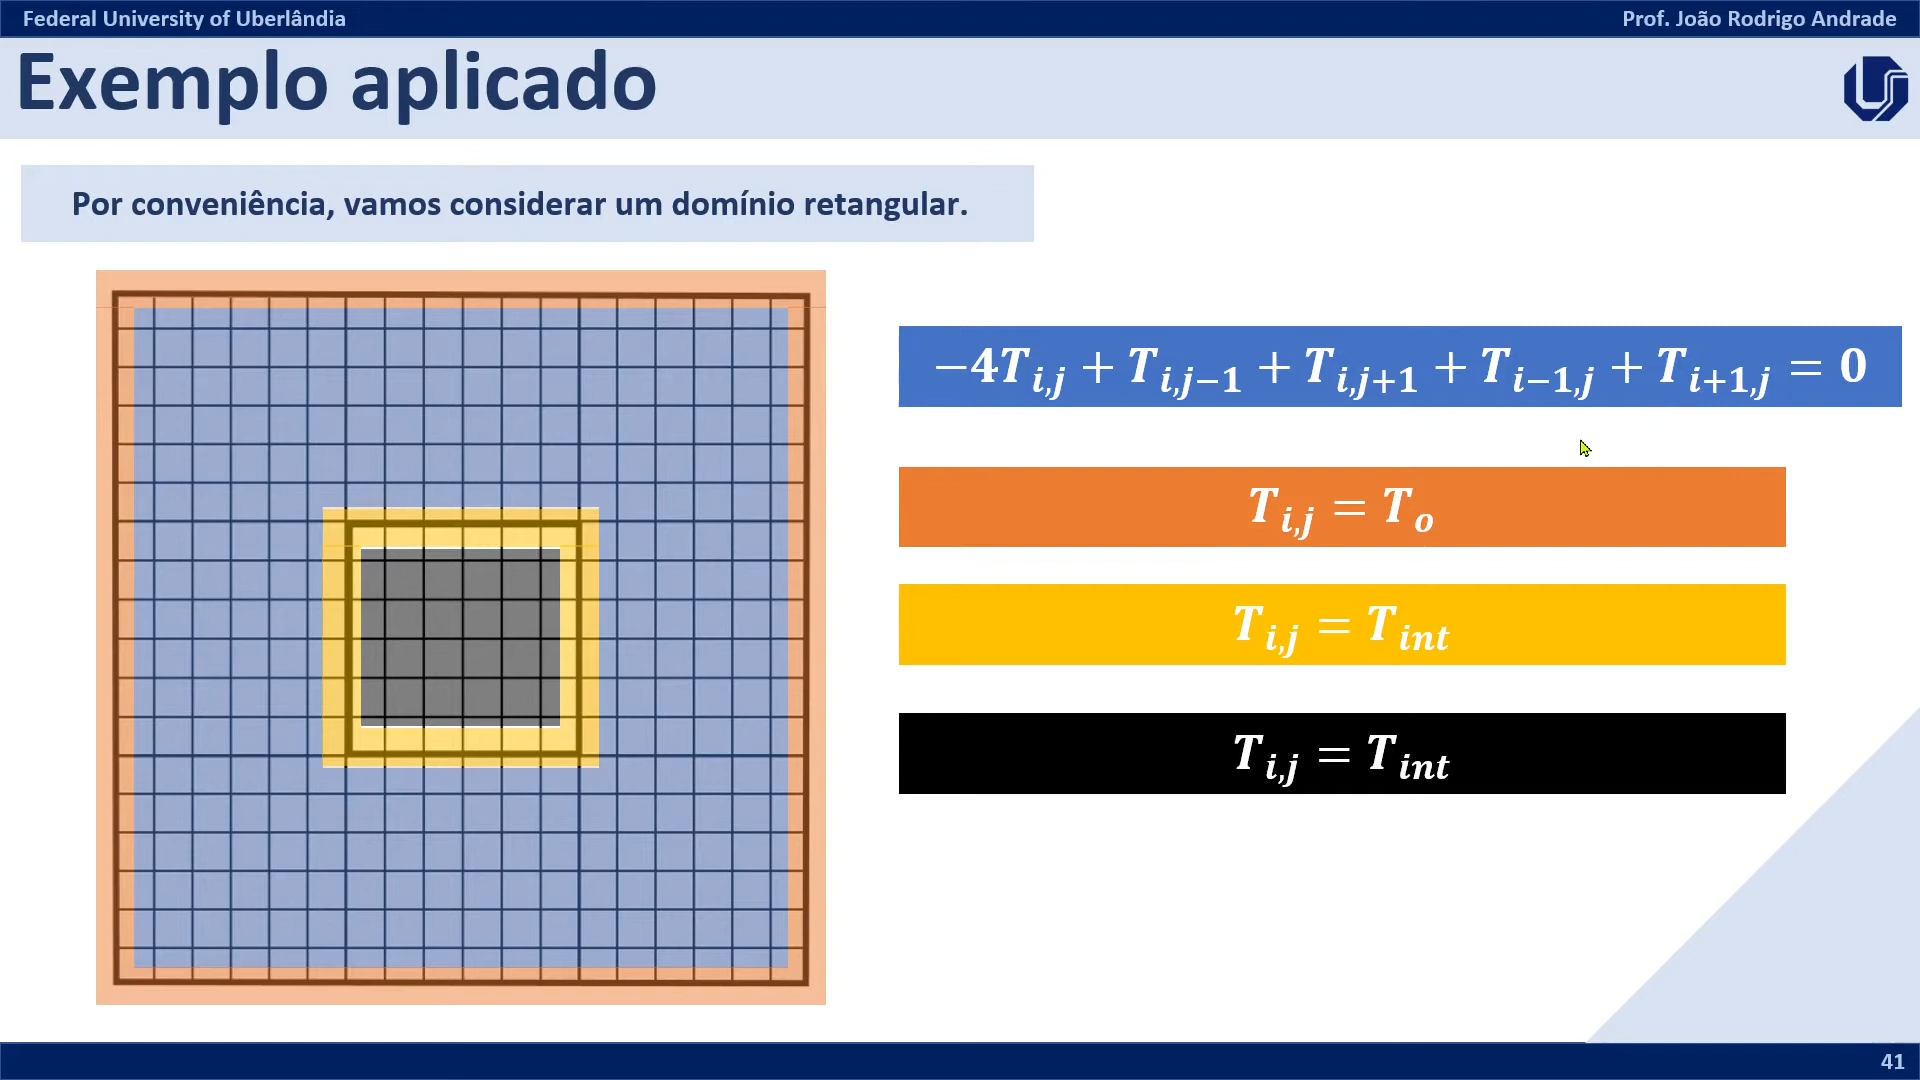 Federal University of Uberlândia
Prof. João Rodrigo Andrade
Exemplo aplicado
Por conveniência, vamos considerar um domínio retangular.
$-4T_{i,j} + T_{i,j-1} + T_{i,j+1} + T_{i-1,j} + T_{i+1,j} = 0$
$T_{i,j} = T_o$
$T_{i,j} = T_{int}$
$T_{i,j} = T_{int}$
41